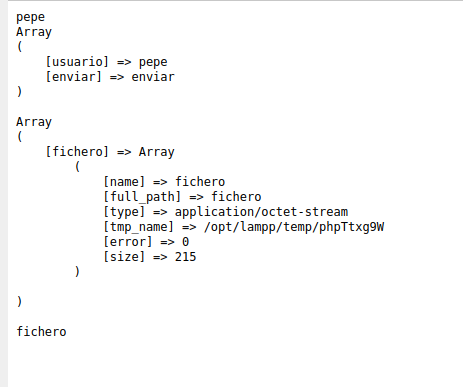 pepe
Array
(
    [usuario] => pepe
    [enviar] => enviar
)
Array
(
    [fichero] => Array
        (
            [name] => fichero
            [full_path] => fichero
            [type] => application/octet-stream
            [tmp_name] => /opt/lampp/temp/phpTtxg9W
            [error] => 0
            [size] => 215
        )
)
fichero